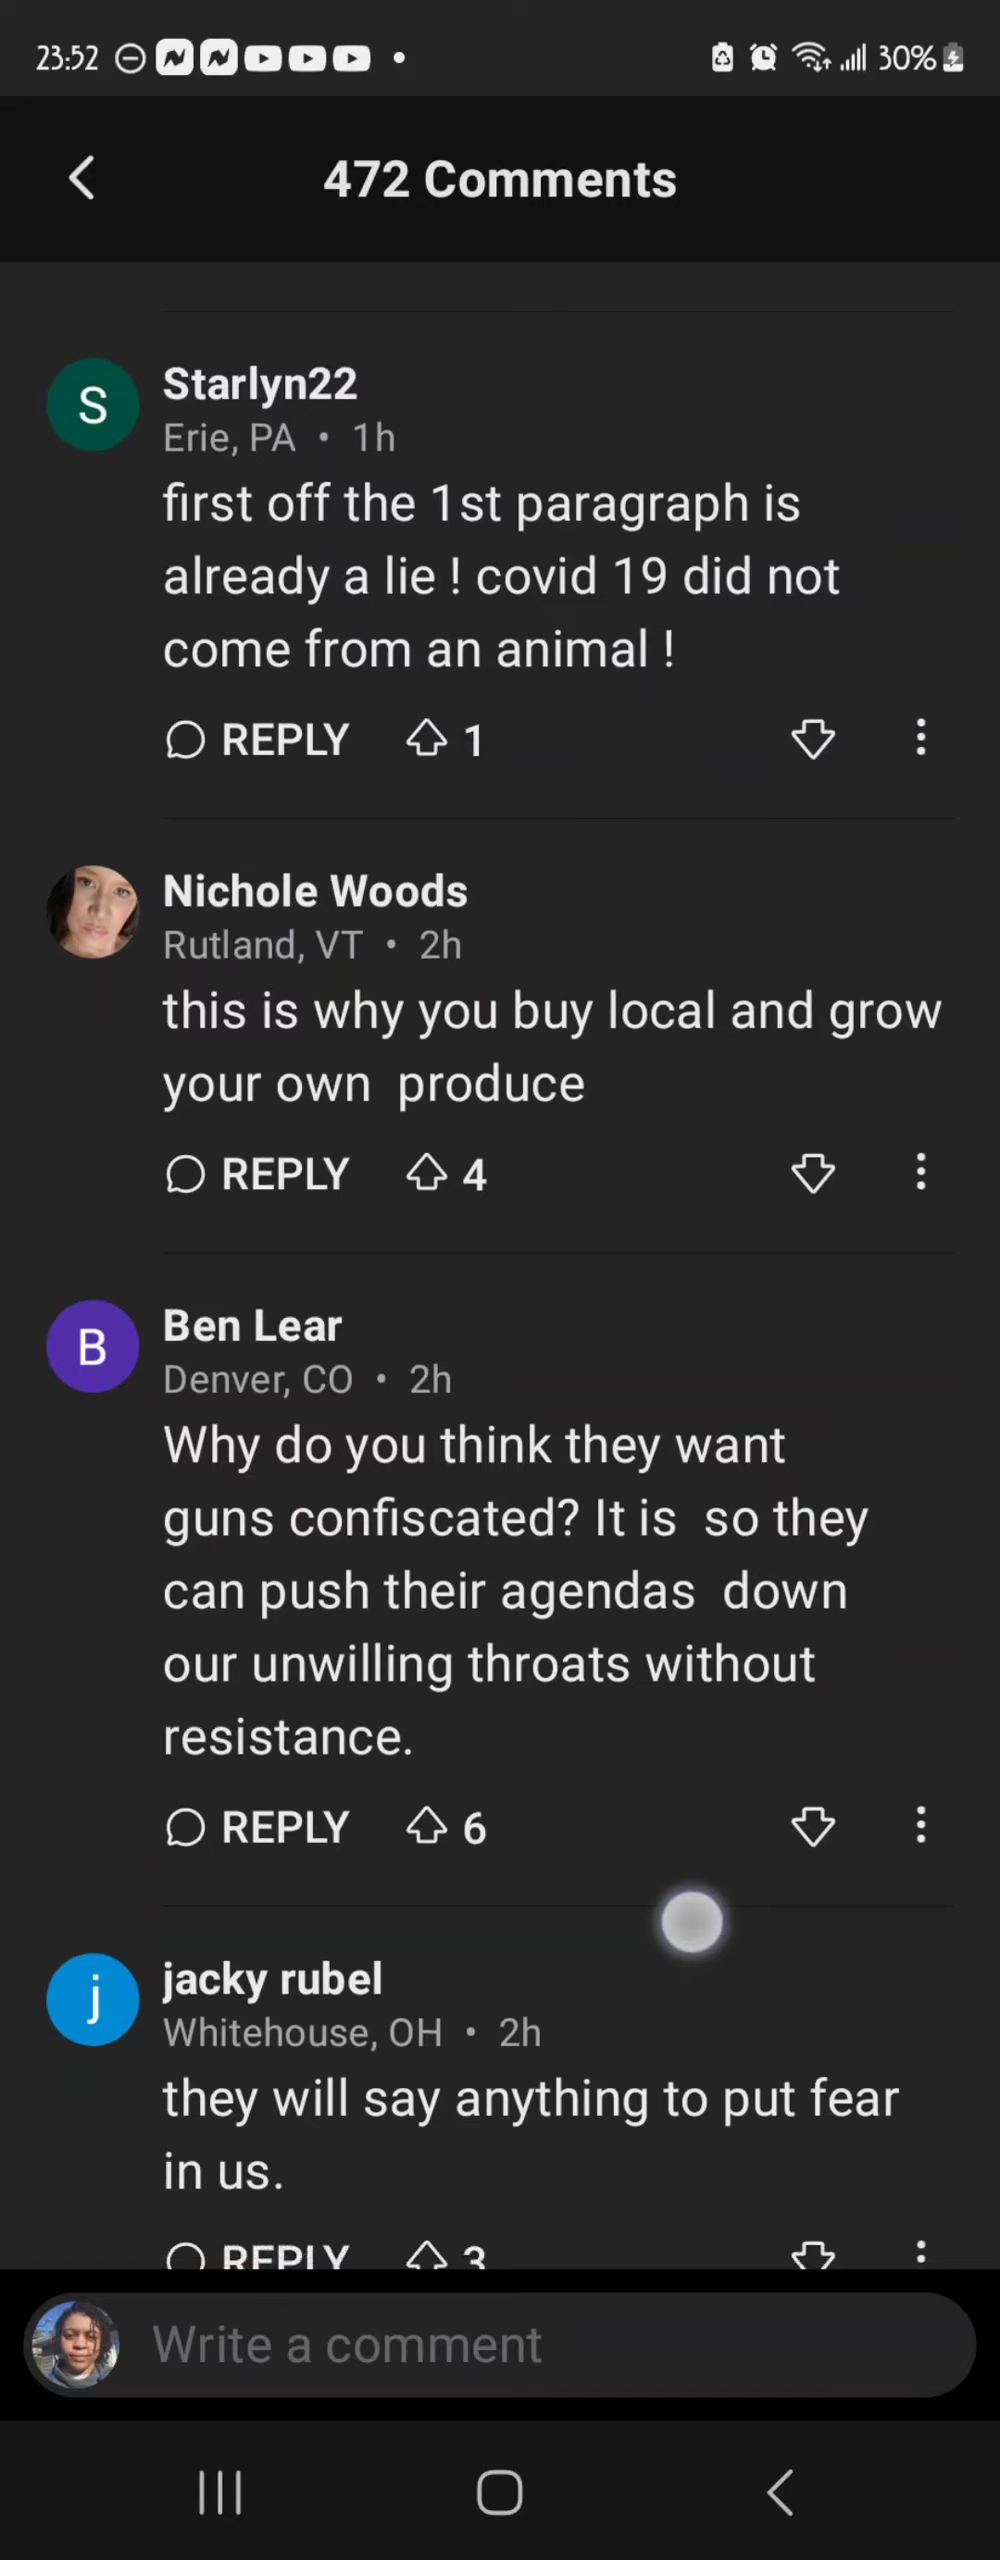 23:52
30%
472 Comments
S
Starlyn22
Erie, PA • 1h
first off the 1st paragraph is
already a lie ! covid 19 did not
come from an animal !
REPLY 1
Nichole Woods
Rutland, VT • 2h
this is why you buy local and grow
your own  produce
REPLY 4
B
Ben Lear
Denver, CO • 2h
Why do you think they want
guns confiscated? It is  so they
can push their agendas  down
our unwilling throats without
resistance.
REPLY 6
j
jacky rubel
Whitehouse, OH • 2h
they will say anything to put fear
in us.
REPLY 3
Write a comment